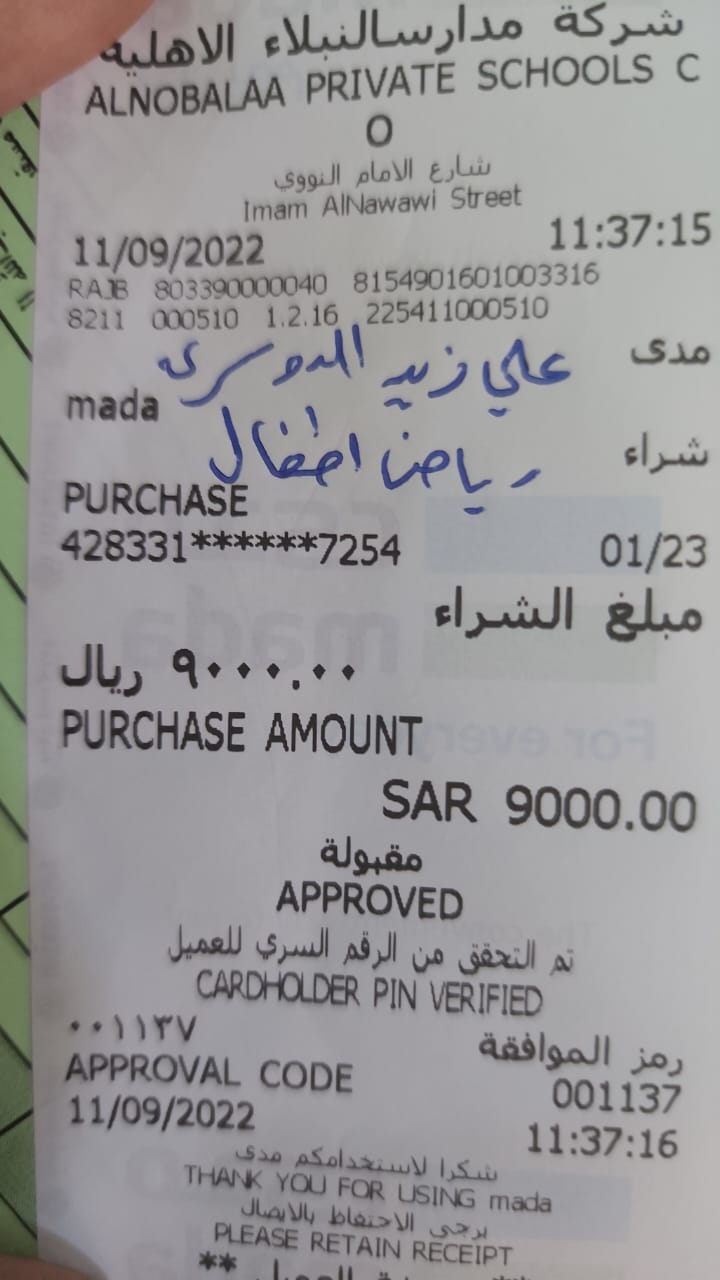 شركة مدارسالنبلاء الاهلية
ALNOBALAA PRIVATE SCHOOLS C
O
شارع الامام النووي
Imam AlNawawi Street
11/09/2022 11:37:15
RAJB 803390000040 8154901601003316
8211 000510 1.2.16 225411000510
مدى
علي زيد الدوسري
mada
شراء
رياض اطفال
PURCHASE
428331******7254 01/23
مبلغ الشراء
٩٠٠٠.٠٠ ريال
PURCHASE AMOUNT
SAR 9000.00
مقبولة
APPROVED
تم التحقق من الرقم السري للعميل
CARDHOLDER PIN VERIFIED
رمز الموافقة ٠٠١١٣٧
APPROVAL CODE 001137
11/09/2022 11:37:16
شكرا لاستخدامكم مدى
THANK YOU FOR USING mada
يرجى الاحتفاظ بالايصال
PLEASE RETAIN RECEIPT
**